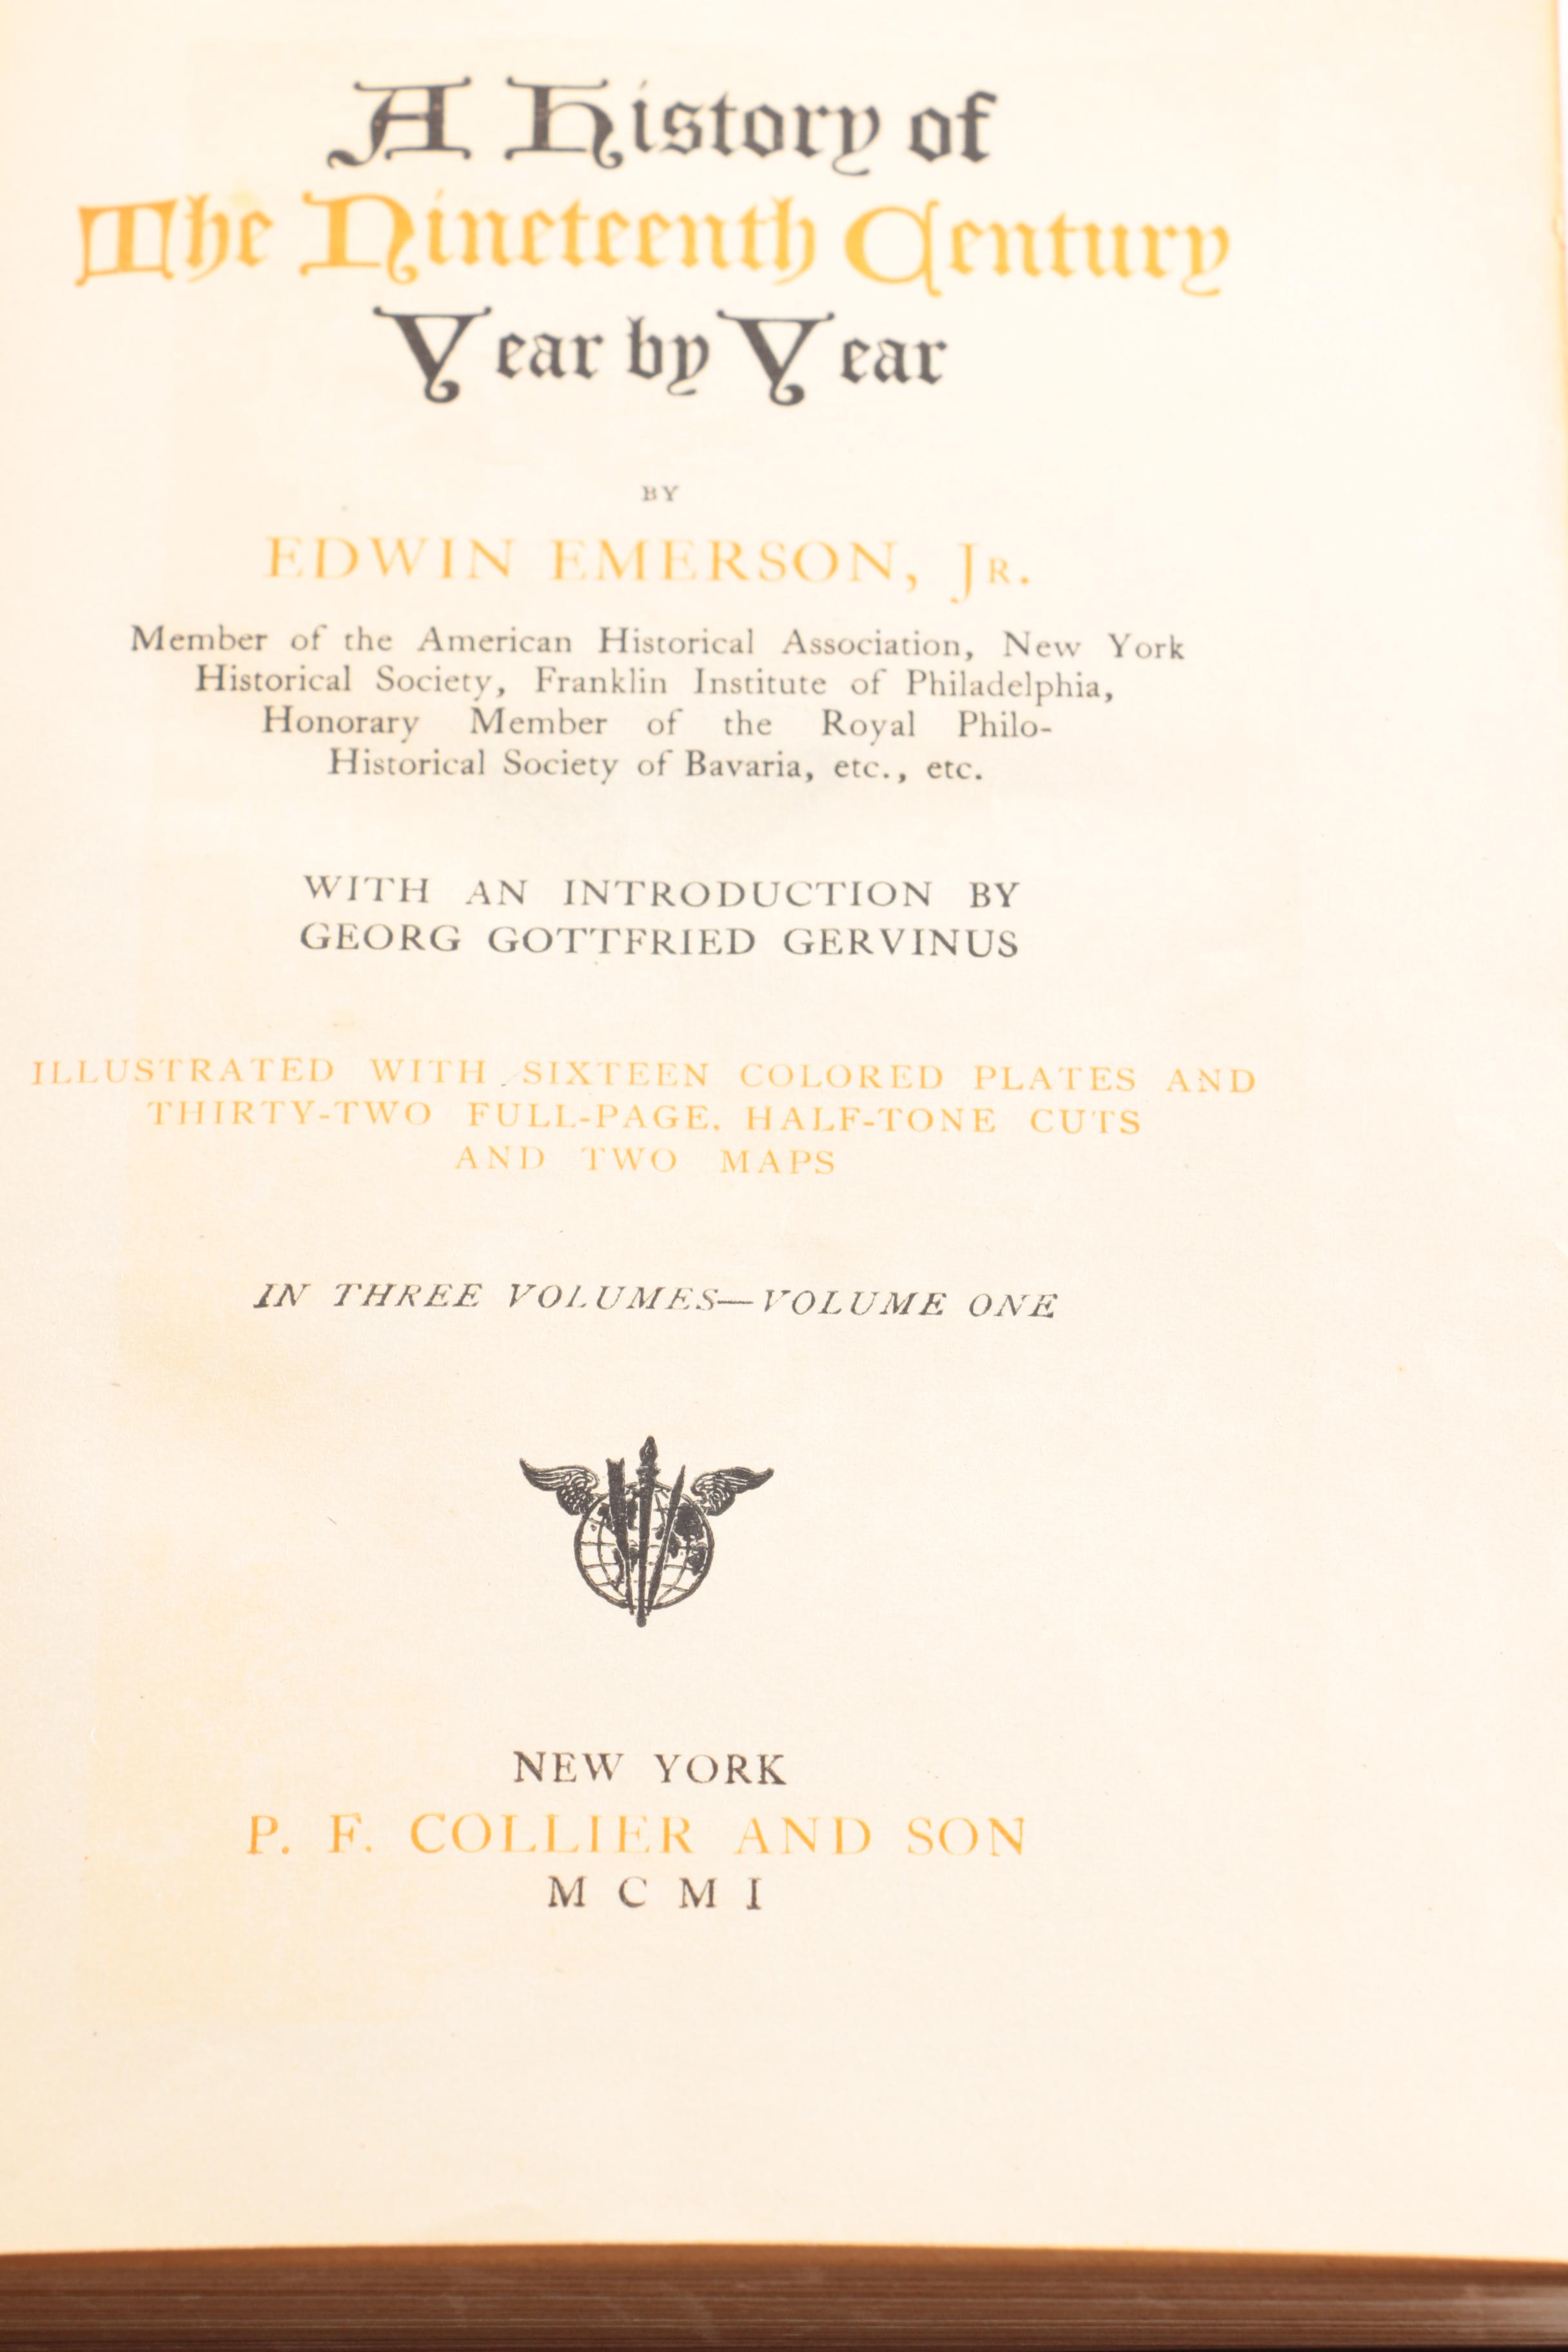 A History of
The Nineteenth Century
Year by Year
BY
EDWIN EMERSON, JR.
Member of the American Historical Association, New York
Historical Society, Franklin Institute of Philadelphia,
Honorary Member of the Royal Philo-
Historical Society of Bavaria, etc., etc.
WITH AN INTRODUCTION BY
GEORG GOTTFRIED GERVINUS
ILLUSTRATED WITH SIXTEEN COLORED PLATES AND
THIRTY-TWO FULL-PAGE, HALF-TONE CUTS
AND TWO MAPS
IN THREE VOLUMES—VOLUME ONE
NEW YORK
P. F. COLLIER AND SON
M C M I